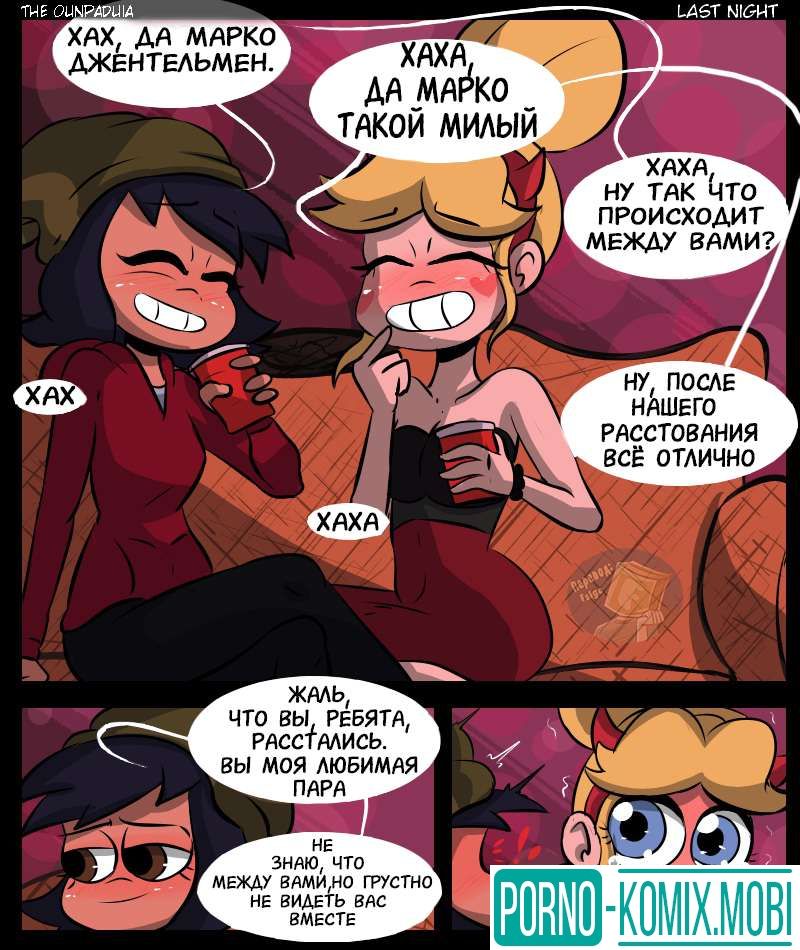 THE OUNPADUIA
LAST NIGHT
ХАХ, ДА МАРКО
ДЖЕНТЕЛЬМЕН.
ХАХА,
ДА МАРКО
ТАКОЙ МИЛЫЙ
ХАХА,
НУ ТАК ЧТО
ПРОИСХОДИТ
МЕЖДУ ВАМИ?
ХАХ
НУ, ПОСЛЕ
НАШЕГО
РАССТОВАНИЯ
ВСЁ ОТЛИЧНО
ХАХА
Перевод:
ЖАЛЬ,
ЧТО ВЫ, РЕБЯТА,
РАССТАЛИСЬ.
ВЫ МОЯ ЛЮБИМАЯ
ПАРА
НЕ
ЗНАЮ, ЧТО
МЕЖДУ ВАМИ,НО ГРУСТНО
НЕ ВИДЕТЬ ВАС
ВМЕСТЕ
PORNO-KOMIX.MOBI